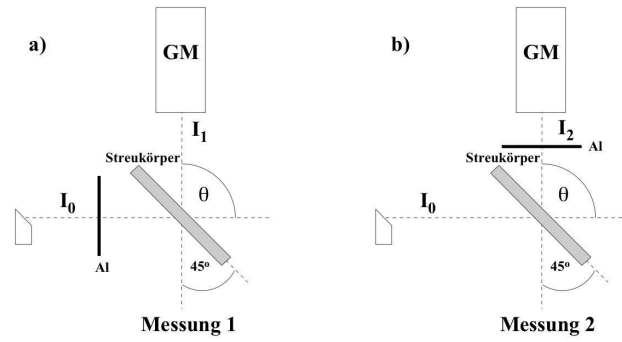 a)
GM
I1
Streukörper
I0
θ
Al
45°
Messung 1
b)
GM
I2
Al
Streukörper
I0
θ
45°
Messung 2